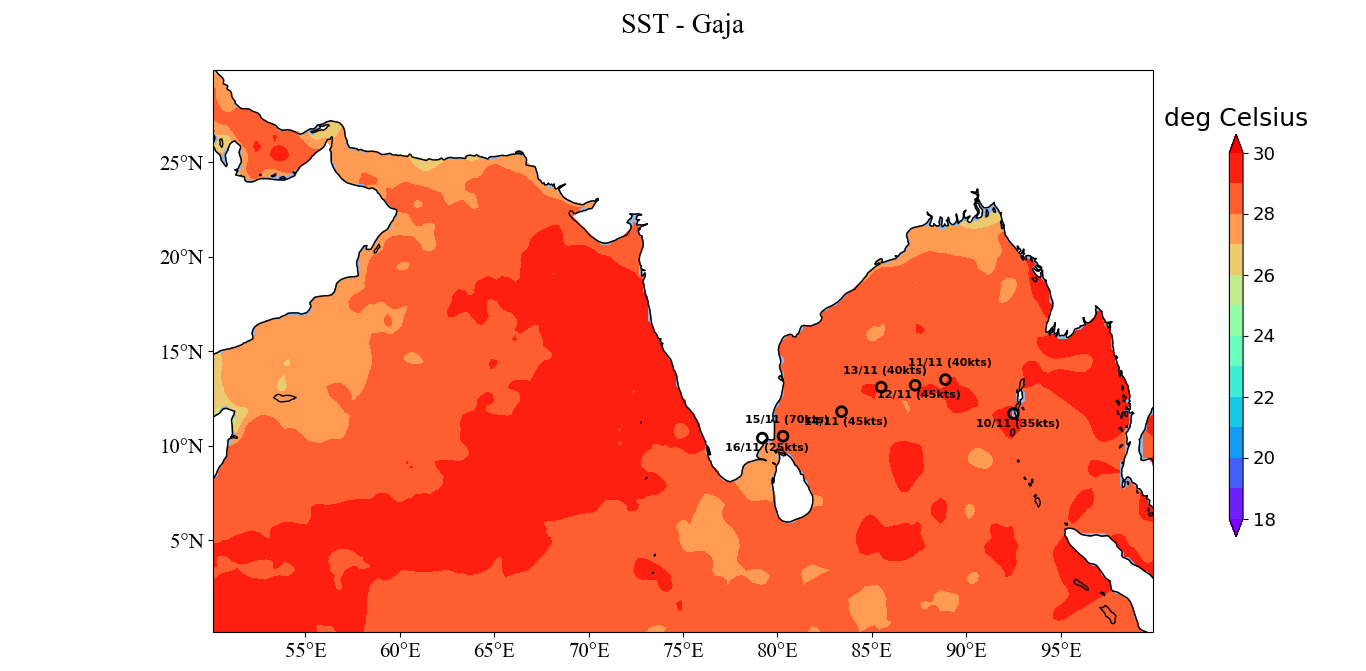 SST - Gaja
deg Celsius
30
28
26
24
22
20
18
25°N
20°N
15°N
10°N
5°N
11/11 (40kts)
13/11 (40kts)
12/11 (45kts)
15/11 (70kts)
14/11 (45kts)
10/11 (35kts)
16/11 (25kts)
55°E
60°E
65°E
70°E
75°E
80°E
85°E
90°E
95°E